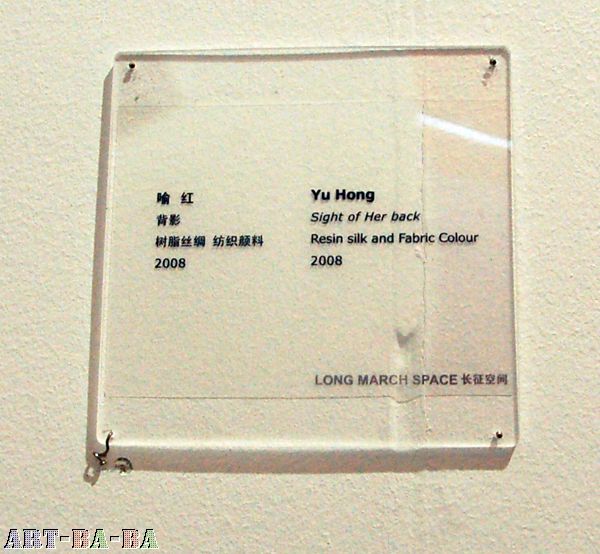 喻 红
背影
树脂丝绸 纺织颜料
2008
Yu Hong
Sight of Her back
Resin silk and Fabric Colour
2008
LONG MARCH SPACE 长征空间
ART-BA-BA